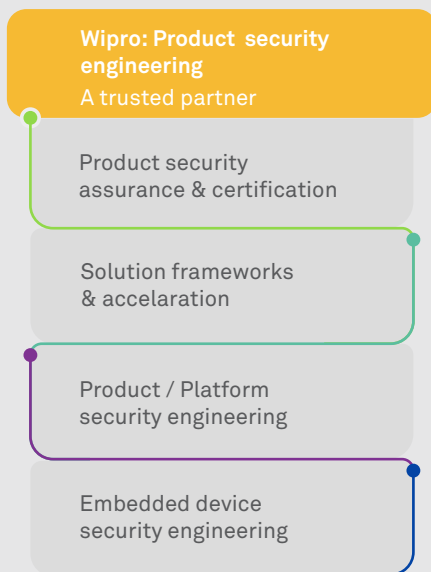 Wipro: Product security
engineering
A trusted partner
Product security
assurance & certification
Solution frameworks
& accelaration
Product / Platform
security engineering
Embedded device
security engineering